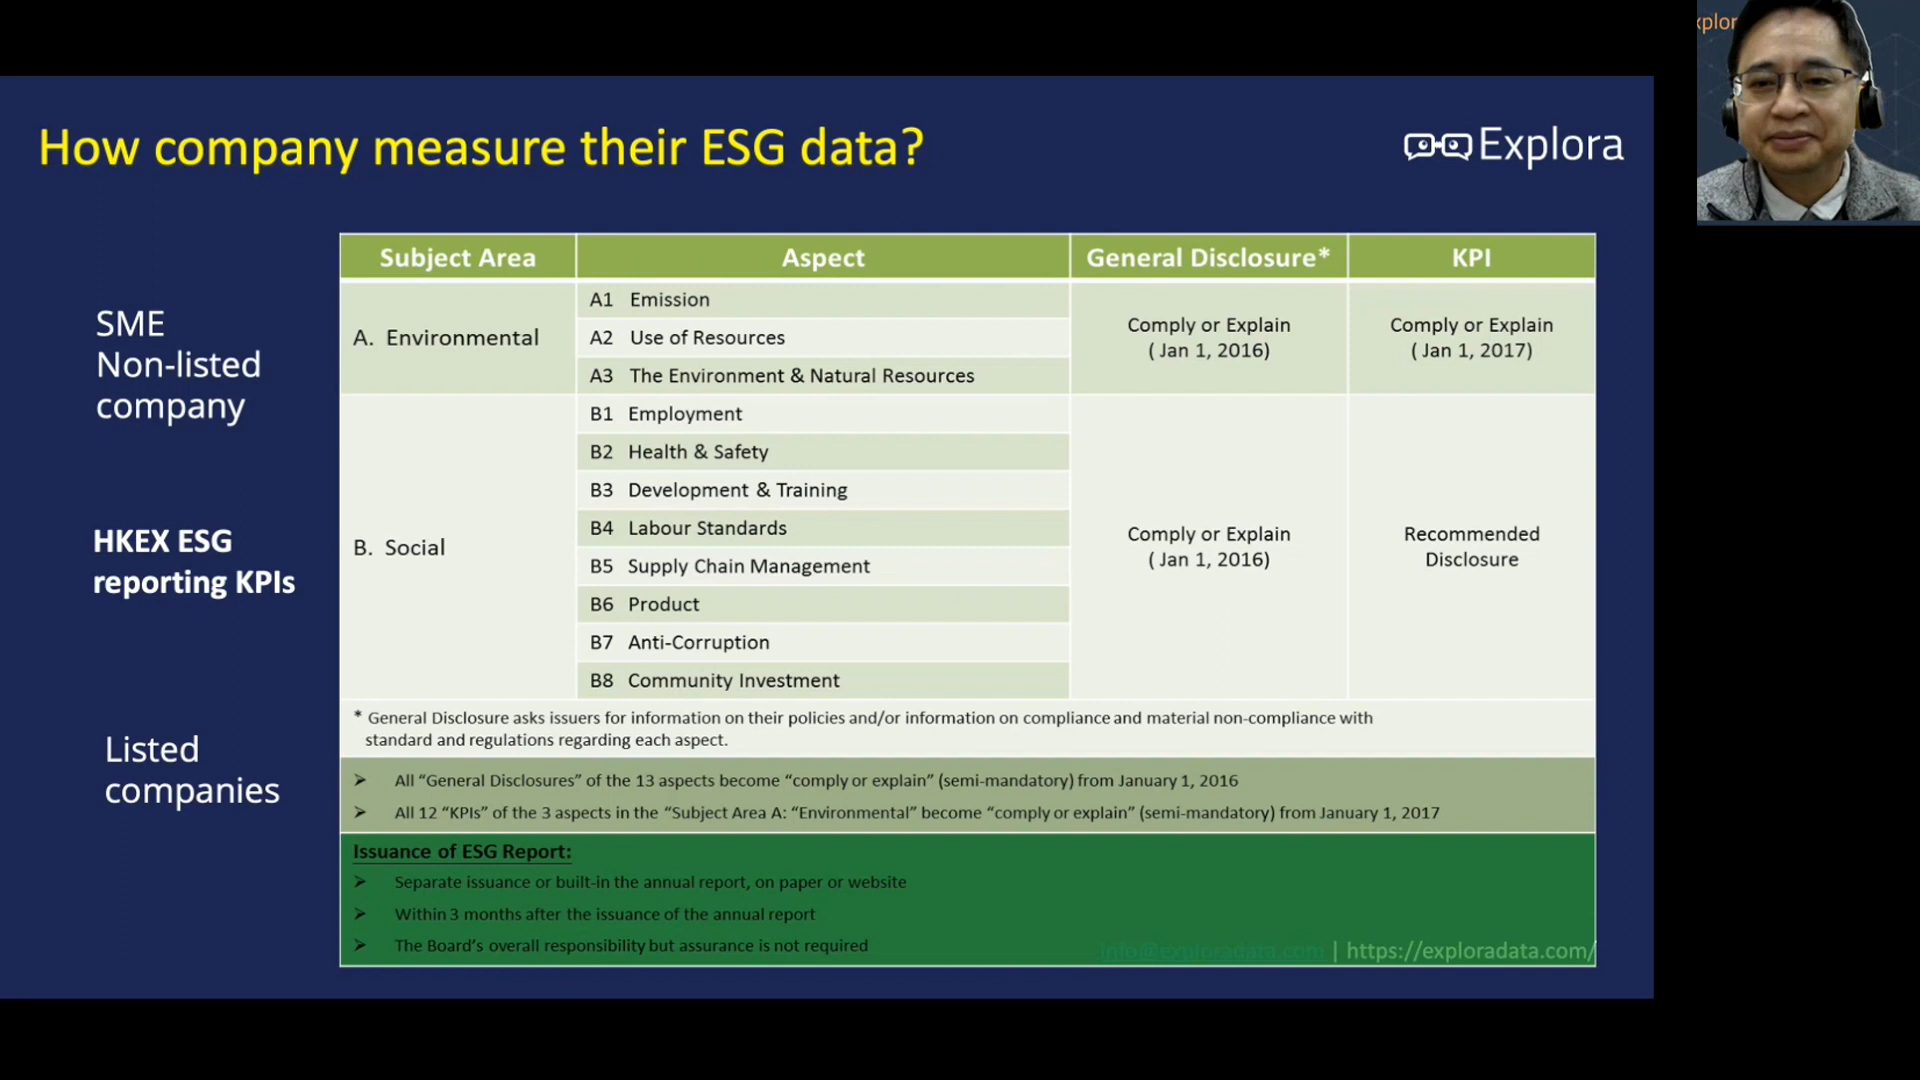 xplor
How company measure their ESG data?
Explora
SME
Non-listed
company
HKEX ESG
reporting KPIs
Listed
companies
Subject Area Aspect General Disclosure* KPI
A. Environmental
A1 Emission
A2 Use of Resources
A3 The Environment & Natural Resources
Comply or Explain
( Jan 1, 2016)
Comply or Explain
( Jan 1, 2017)
B. Social
B1 Employment
B2 Health & Safety
B3 Development & Training
B4 Labour Standards
B5 Supply Chain Management
B6 Product
B7 Anti-Corruption
B8 Community Investment
Comply or Explain
( Jan 1, 2016)
Recommended
Disclosure
* General Disclosure asks issuers for information on their policies and/or information on compliance and material non-compliance with
standard and regulations regarding each aspect.
➢ All “General Disclosures” of the 13 aspects become “comply or explain” (semi-mandatory) from January 1, 2016
➢ All 12 “KPIs” of the 3 aspects in the “Subject Area A: “Environmental” become “comply or explain” (semi-mandatory) from January 1, 2017
Issuance of ESG Report:
➢ Separate issuance or built-in the annual report, on paper or website
➢ Within 3 months after the issuance of the annual report
➢ The Board’s overall responsibility but assurance is not required
info@exploradata.com | https://exploradata.com/